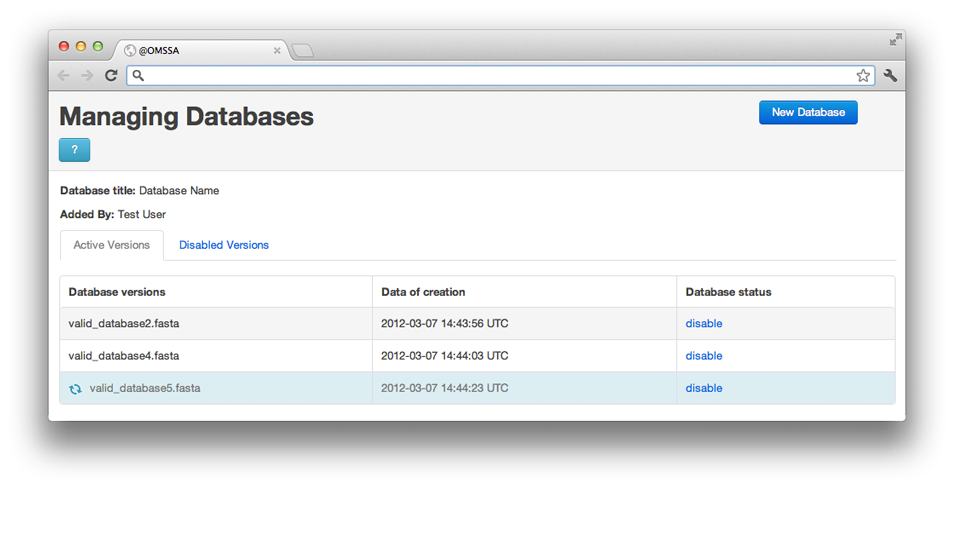 @OMSSA
Managing Databases
New Database
?
Database title: Database Name
Added By: Test User
Active Versions Disabled Versions
Database versions Data of creation Database status
valid_database2.fasta 2012-03-07 14:43:56 UTC disable
valid_database4.fasta 2012-03-07 14:44:03 UTC disable
valid_database5.fasta 2012-03-07 14:44:23 UTC disable